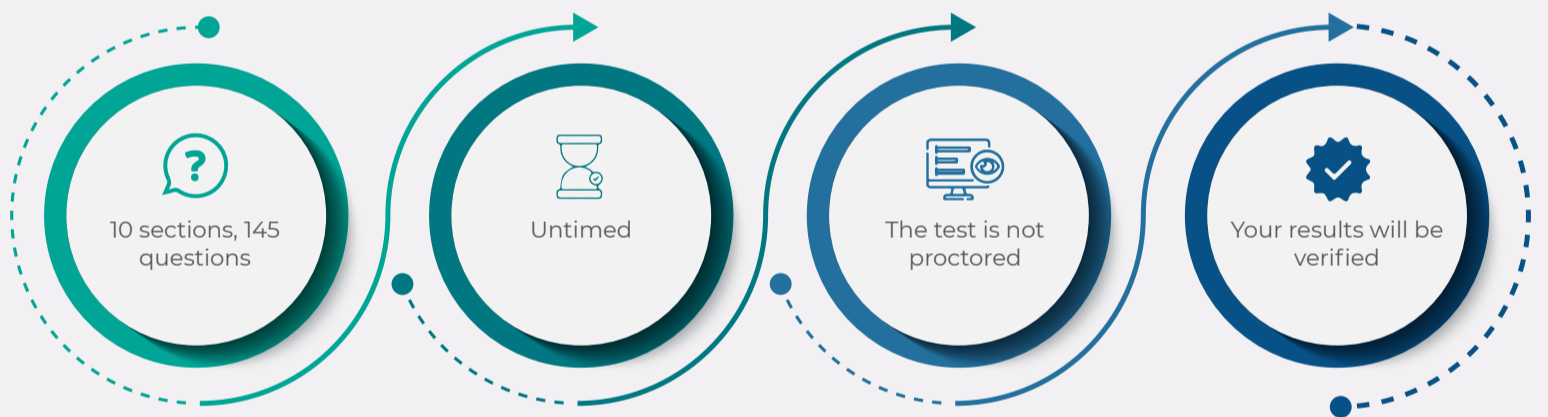 10 sections, 145
questions
Untimed
The test is not
proctored
Your results will be
verified